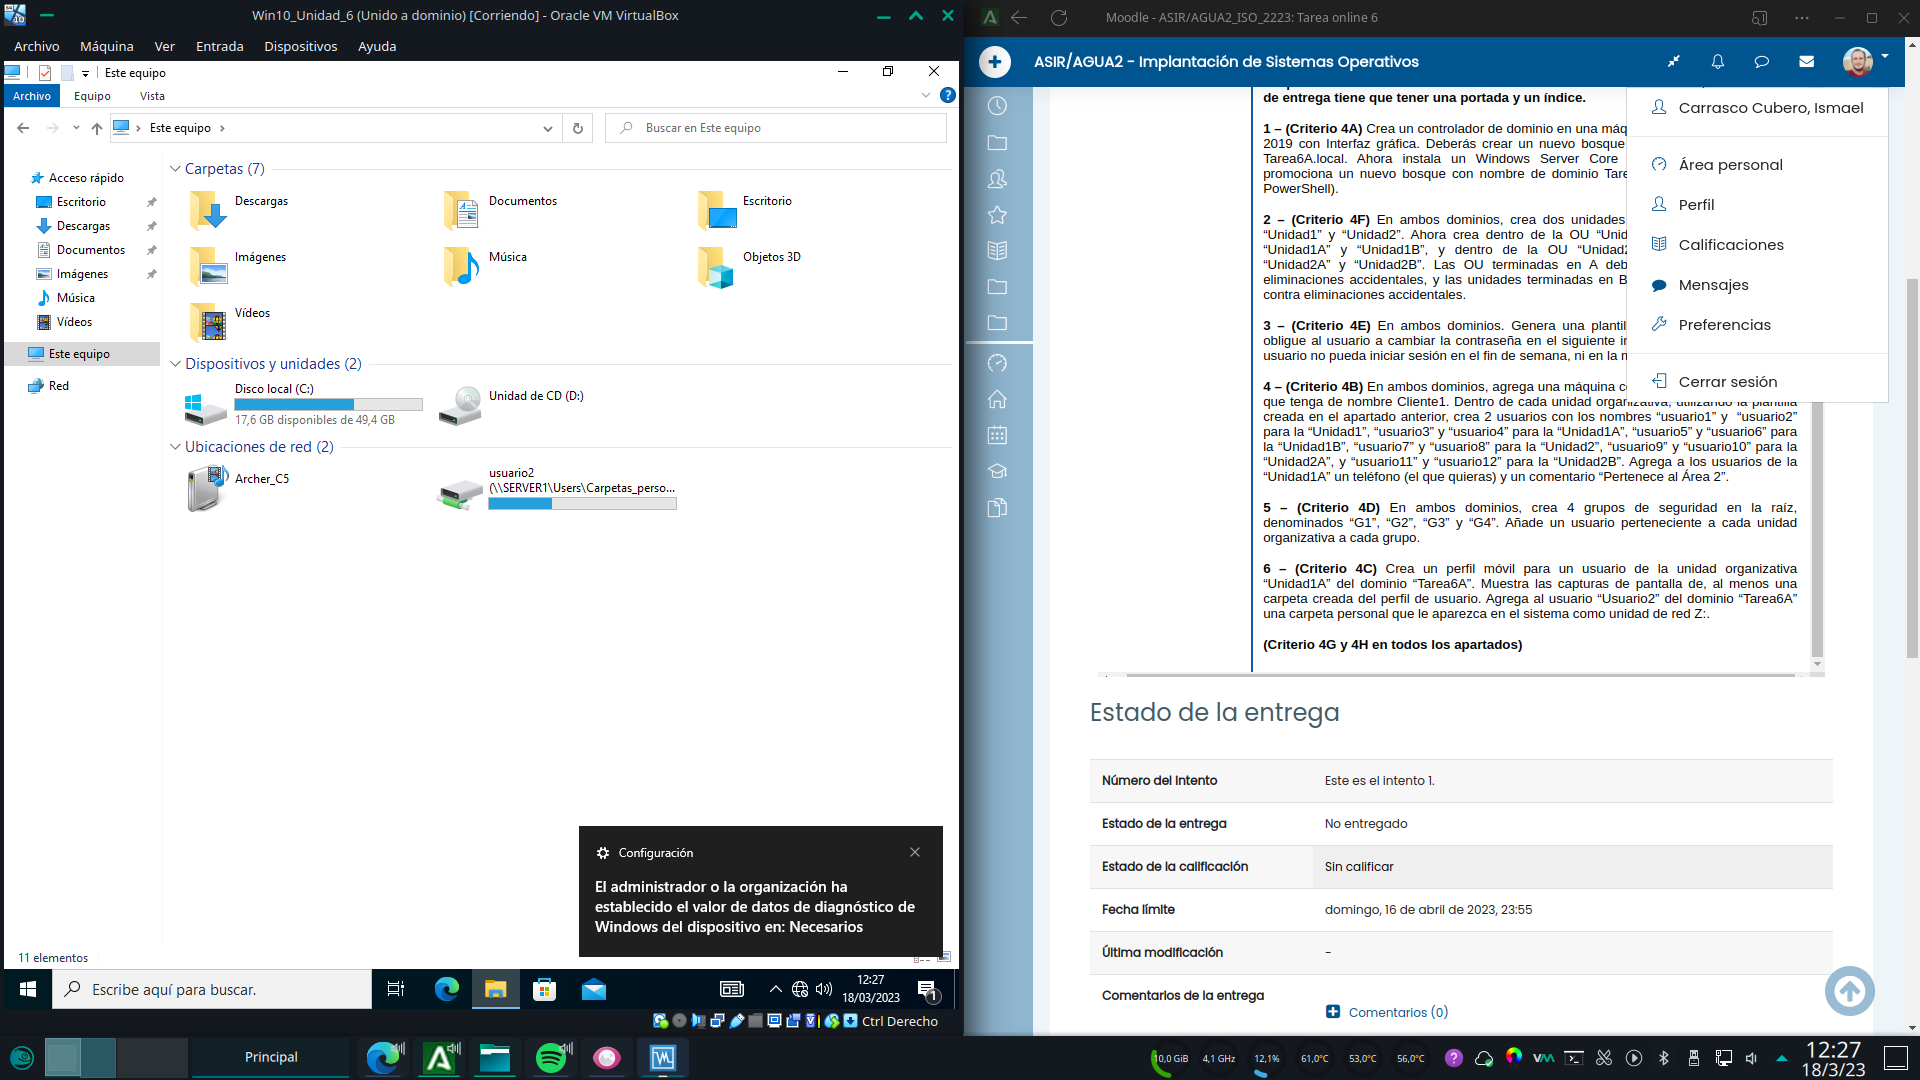 Win10_Unidad_6 (Unido a dominio) [Corriendo] - Oracle VM VirtualBox
Archivo Máquina Ver Entrada Dispositivos Ayuda
Este equipo
Archivo Equipo Vista
Este equipo
Buscar en Este equipo
Acceso rápido
Escritorio
Descargas
Documentos
Imágenes
Música
Vídeos
Este equipo
Red
Carpetas (7)
Descargas
Documentos
Escritorio
Imágenes
Música
Objetos 3D
Vídeos
Dispositivos y unidades (2)
Disco local (C:)
17,6 GB disponibles de 49,4 GB
Unidad de CD (D:)
Ubicaciones de red (2)
Archer_C5
usuario2
(\\SERVER1\Users\Carpetas_perso...
Configuración
El administrador o la organización ha
establecido el valor de datos de diagnóstico de
Windows del dispositivo en: Necesarios
11 elementos
Escribe aquí para buscar.
12:27
18/03/2023
1
Ctrl Derecho
Moodle - ASIR/AGUA2_ISO_2223: Tarea online 6
ASIR/AGUA2 - Implantación de Sistemas Operativos
de entrega tiene que tener una portada y un índice.
1 – (Criterio 4A) Crea un controlador de dominio en una máq
2019 con Interfaz gráfica. Deberás crear un nuevo bosque
Tarea6A.local. Ahora instala un Windows Server Core
promociona un nuevo bosque con nombre de dominio Tare
PowerShell).
2 – (Criterio 4F) En ambos dominios, crea dos unidades
“Unidad1” y “Unidad2”. Ahora crea dentro de la OU “Unid
“Unidad1A” y “Unidad1B”, y dentro de la OU “Unidad2
“Unidad2A” y “Unidad2B”. Las OU terminadas en A deb
eliminaciones accidentales, y las unidades terminadas en B
contra eliminaciones accidentales.
3 – (Criterio 4E) En ambos dominios. Genera una plantil
obligue al usuario a cambiar la contraseña en el siguiente in
usuario no pueda iniciar sesión en el fin de semana, ni en la m
4 – (Criterio 4B) En ambos dominios, agrega una máquina c
que tenga de nombre Cliente1. Dentro de cada unidad organizativa, utilizando la plantilla
creada en el apartado anterior, crea 2 usuarios con los nombres “usuario1” y “usuario2”
para la “Unidad1”, “usuario3” y “usuario4” para la “Unidad1A”, “usuario5” y “usuario6” para
la “Unidad1B”, “usuario7” y “usuario8” para la “Unidad2”, “usuario9” y “usuario10” para la
“Unidad2A”, y “usuario11” y “usuario12” para la “Unidad2B”. Agrega a los usuarios de la
“Unidad1A” un teléfono (el que quieras) y un comentario “Pertenece al Área 2”.
5 – (Criterio 4D) En ambos dominios, crea 4 grupos de seguridad en la raíz,
denominados “G1”, “G2”, “G3” y “G4”. Añade un usuario perteneciente a cada unidad
organizativa a cada grupo.
6 – (Criterio 4C) Crea un perfil móvil para un usuario de la unidad organizativa
“Unidad1A” del dominio “Tarea6A”. Muestra las capturas de pantalla de, al menos una
carpeta creada del perfil de usuario. Agrega al usuario “Usuario2” del dominio “Tarea6A”
una carpeta personal que le aparezca en el sistema como unidad de red Z:.
(Criterio 4G y 4H en todos los apartados)
Carrasco Cubero, Ismael
Área personal
Perfil
Calificaciones
Mensajes
Preferencias
Cerrar sesión
Estado de la entrega
Número del intento Este es el intento 1.
Estado de la entrega No entregado
Estado de la calificación Sin calificar
Fecha límite domingo, 16 de abril de 2023, 23:55
Última modificación -
Comentarios de la entrega
Comentarios (0)
Principal
10,0 GiB 4,1 GHz 12,1% 61,0°C 53,0°C 56,0°C
12:27
18/3/23